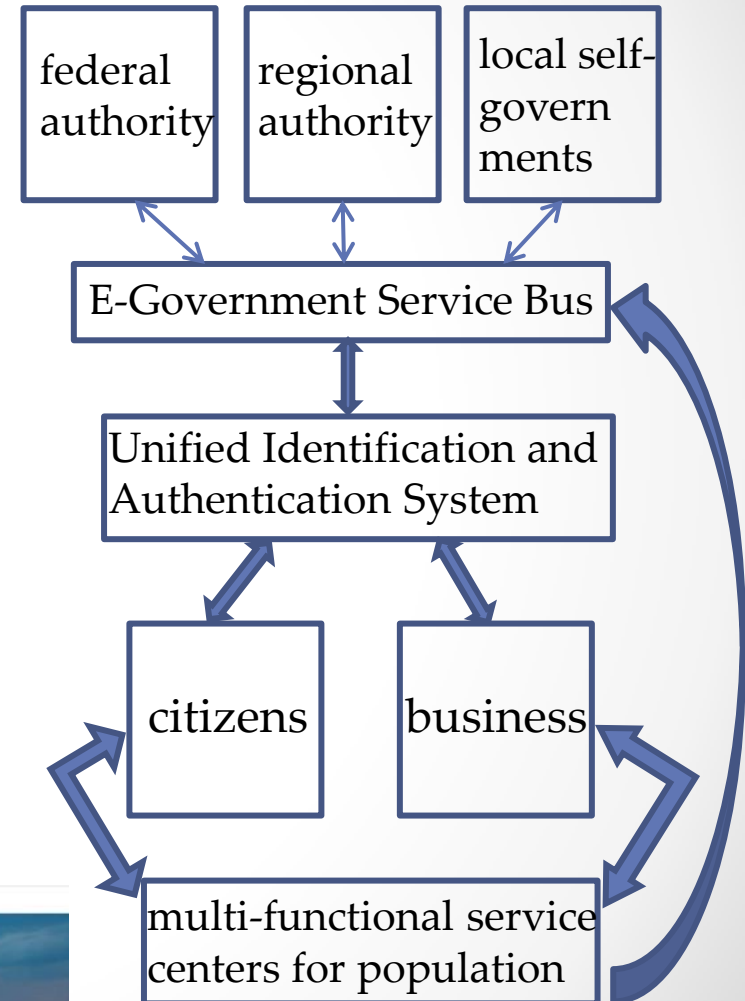 federal
authority
regional
authority
local self-
govern
ments
E-Government Service Bus
Unified Identification and
Authentication System
citizens
business
multi-functional service
centers for population